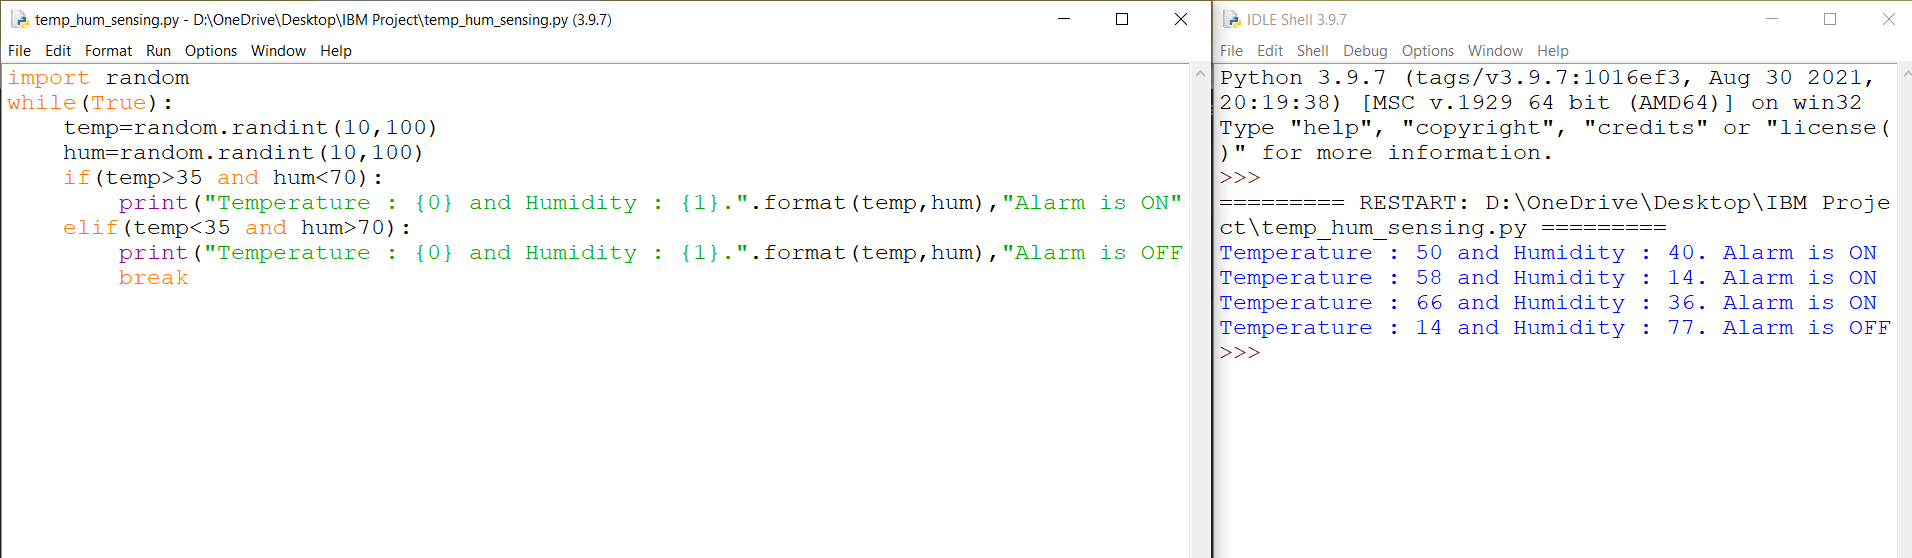 temp_hum_sensing.py - D:\OneDrive\Desktop\IBM Project\temp_hum_sensing.py (3.9.7)
File Edit Format Run Options Window Help
import random
while(True):
    temp=random.randint(10,100)
    hum=random.randint(10,100)
    if(temp>35 and hum<70):
        print("Temperature : {0} and Humidity : {1}.".format(temp,hum),"Alarm is ON"
    elif(temp<35 and hum>70):
        print("Temperature : {0} and Humidity : {1}.".format(temp,hum),"Alarm is OFF
        break
IDLE Shell 3.9.7
File Edit Shell Debug Options Window Help
Python 3.9.7 (tags/v3.9.7:1016ef3, Aug 30 2021,
20:19:38) [MSC v.1929 64 bit (AMD64)] on win32
Type "help", "copyright", "credits" or "license(
)" for more information.
>>>
========= RESTART: D:\OneDrive\Desktop\IBM Proje
ct\temp_hum_sensing.py =========
Temperature : 50 and Humidity : 40. Alarm is ON
Temperature : 58 and Humidity : 14. Alarm is ON
Temperature : 66 and Humidity : 36. Alarm is ON
Temperature : 14 and Humidity : 77. Alarm is OFF
>>>